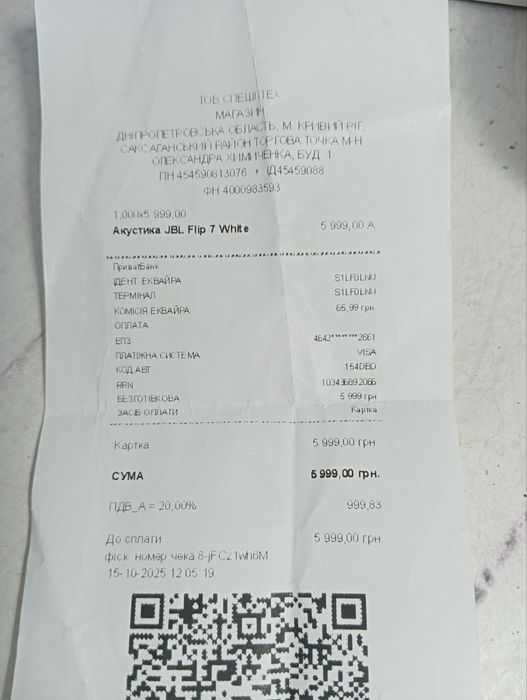 ТОВ СПЕЦІТЕХ
МАГАЗИН
ДНІПРОПЕТРОВСЬКА ОБЛАСТЬ, М. КРИВИЙ РІГ,
САКСАГАНСЬКИЙ РАЙОН ТОРГОВА ТОЧКА М-Н
ОЛЕКСАНДРА ХИМИЧЕНКА, БУД. 1
ПН 454590813076 + ІД45459088
ФН 4000983593
1,000x5 999,00
Акустика JBL Flip 7 White 5 999,00 А
ПриватБанк
ІДЕНТ ЕКВАЙРА S1LF0LNU
ТЕРМІНАЛ S1LF0LNU
КОМІСІЯ ЕКВАЙРА 65,99 грн
ОПЛАТА
ЕПЗ 4642********2661
ПЛАТІЖНА СИСТЕМА VISA
КОД АВТ 154DBD
RRN
БЕЗГОТІВКОВА 5 999 грн
ЗАСІБ ОПЛАТИ Картка
Картка 5 999,00 грн
СУМА 5 999,00 грн.
ПДВ_А = 20,00% 999,83
До сплати 5 999,00 грн
фіск. номер чека 8-jFCz1wh6M
15-10-2025 12:05:19